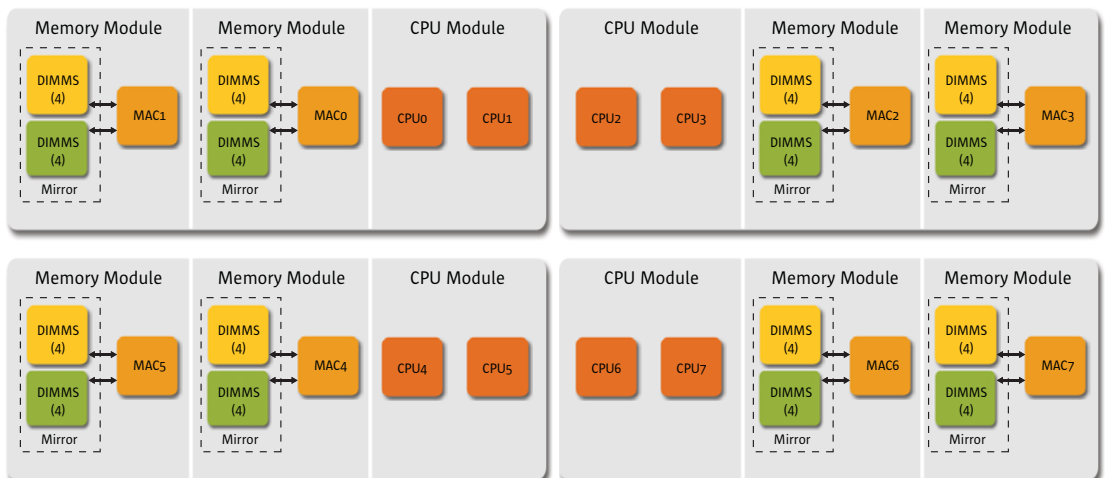 Memory Module
DIMMS
(4)
DIMMS
(4)
MAC1
Mirror
Memory Module
DIMMS
(4)
DIMMS
(4)
MAC0
Mirror
CPU Module
CPU0
CPU1
CPU Module
CPU2
CPU3
Memory Module
DIMMS
(4)
DIMMS
(4)
MAC2
Mirror
Memory Module
DIMMS
(4)
DIMMS
(4)
MAC3
Mirror
Memory Module
DIMMS
(4)
DIMMS
(4)
MAC5
Mirror
Memory Module
DIMMS
(4)
DIMMS
(4)
MAC4
Mirror
CPU Module
CPU4
CPU5
CPU Module
CPU6
CPU7
Memory Module
DIMMS
(4)
DIMMS
(4)
MAC6
Mirror
Memory Module
DIMMS
(4)
DIMMS
(4)
MAC7
Mirror